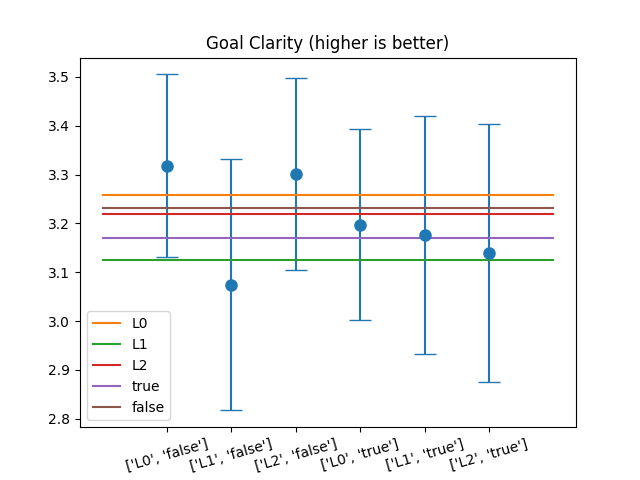 Goal Clarity (higher is better)
3.5
3.4
3.3
3.2
3.1
3.0
2.9
2.8
L0
L1
L2
true
false
['L0', 'false']
['L1', 'false']
['L2', 'false']
['L0', 'true']
['L1', 'true']
['L2', 'true']